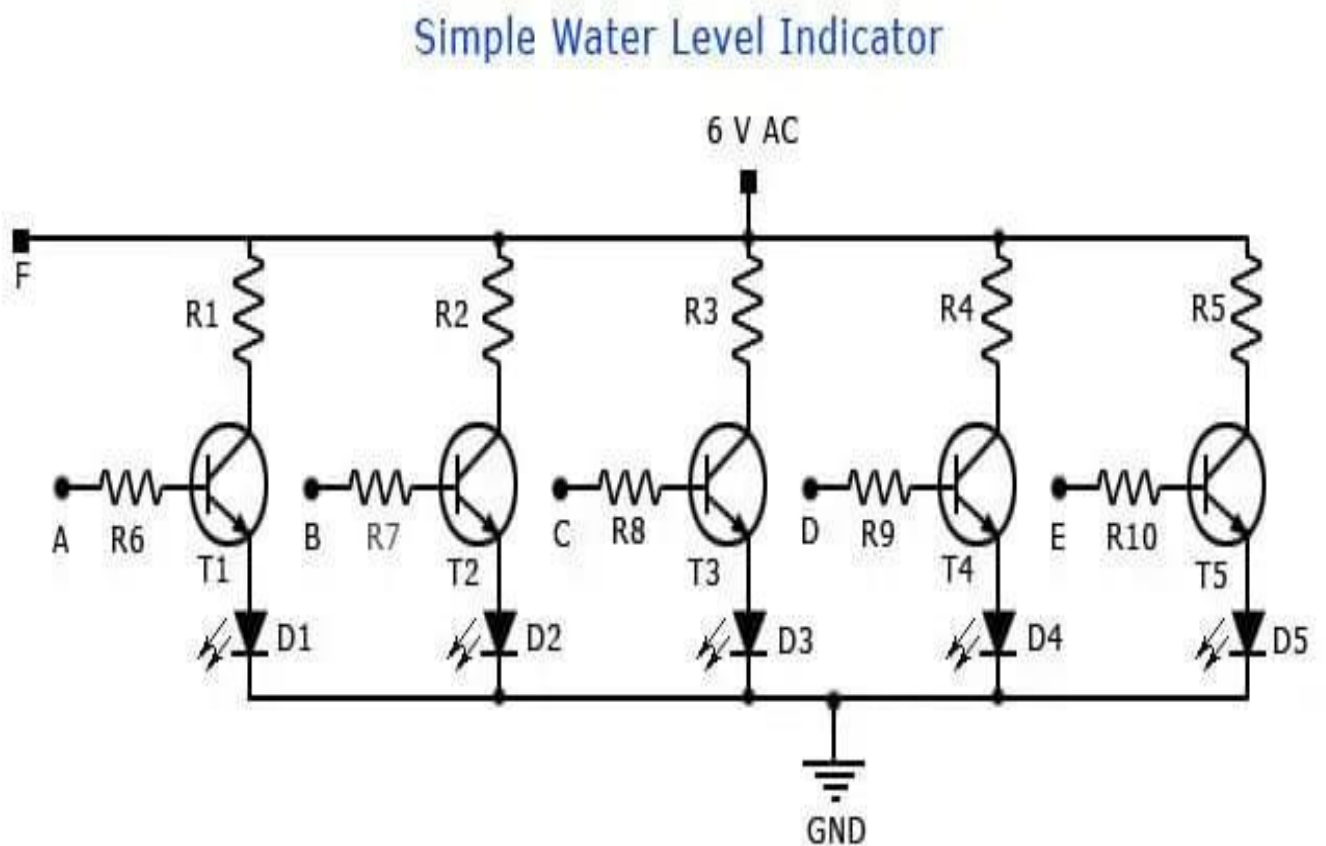 Simple Water Level Indicator
6 V AC
F
R1 R2 R3 R4 R5
A R6 B R7 C R8 D R9 E R10
T1 T2 T3 T4 T5
D1 D2 D3 D4 D5
GND